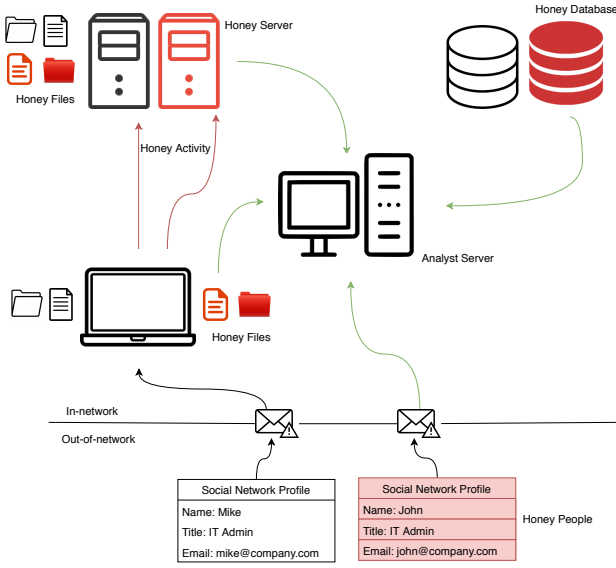 Honey Database
Honey Server
Honey Files
Honey Activity
Analyst Server
Honey Files
In-network
Out-of-network
Social Network Profile
Name: Mike
Title: IT Admin
Email: mike@company.com
Social Network Profile
Name: John
Title: IT Admin
Email: john@company.com
Honey People